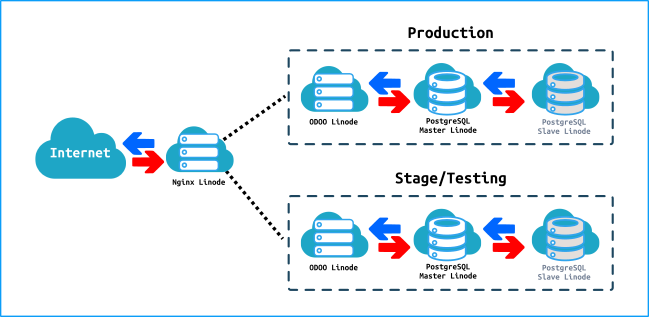 Production
Internet
Nginx Linode
ODOO Linode
PostgreSQL
Master Linode
PostgreSQL
Slave Linode
Stage/Testing
ODOO Linode
PostgreSQL
Master Linode
PostgreSQL
Slave Linode